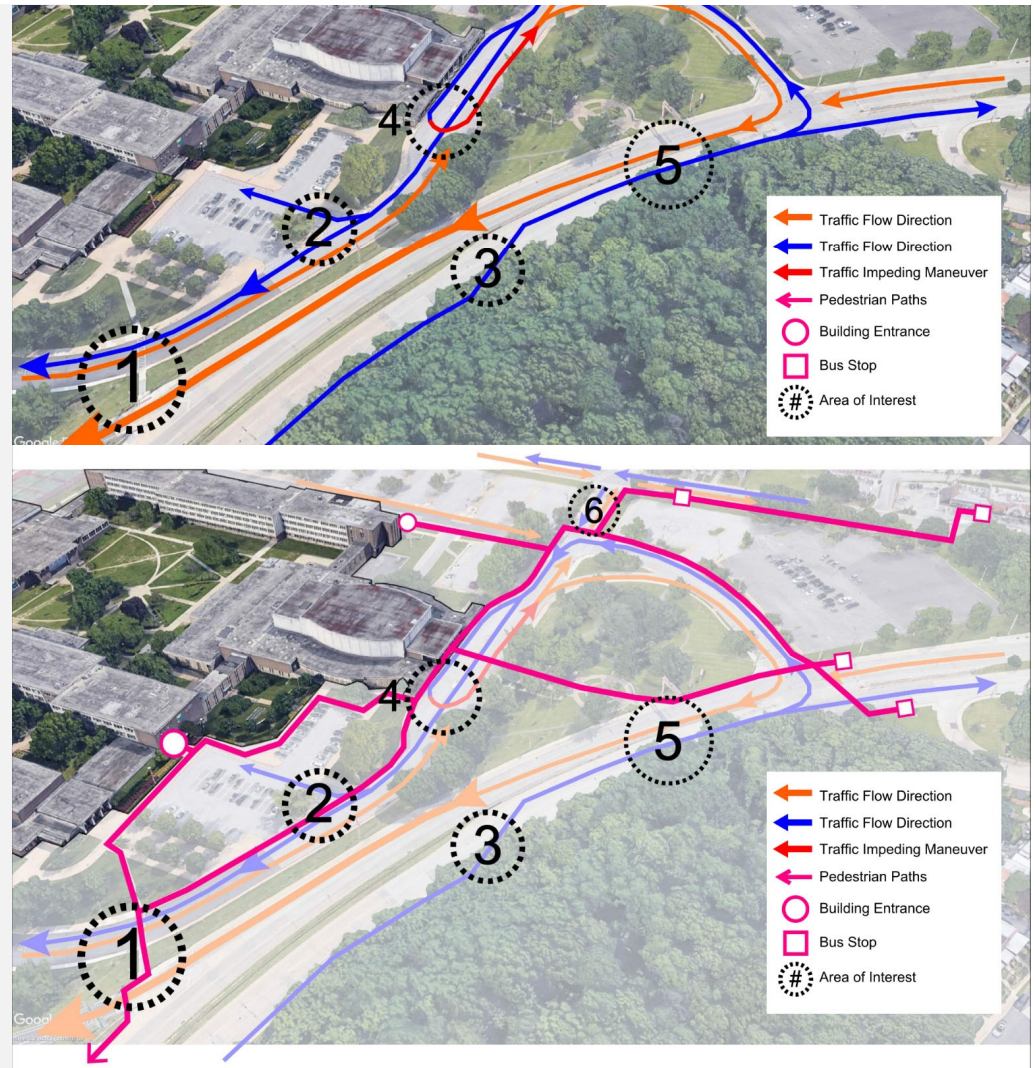 4
5
2
3
1
Traffic Flow Direction
Traffic Flow Direction
Traffic Impeding Maneuver
Pedestrian Paths
Building Entrance
Bus Stop
# Area of Interest
Google
6
4
5
2
3
1
Traffic Flow Direction
Traffic Flow Direction
Traffic Impeding Maneuver
Pedestrian Paths
Building Entrance
Bus Stop
# Area of Interest
Googl